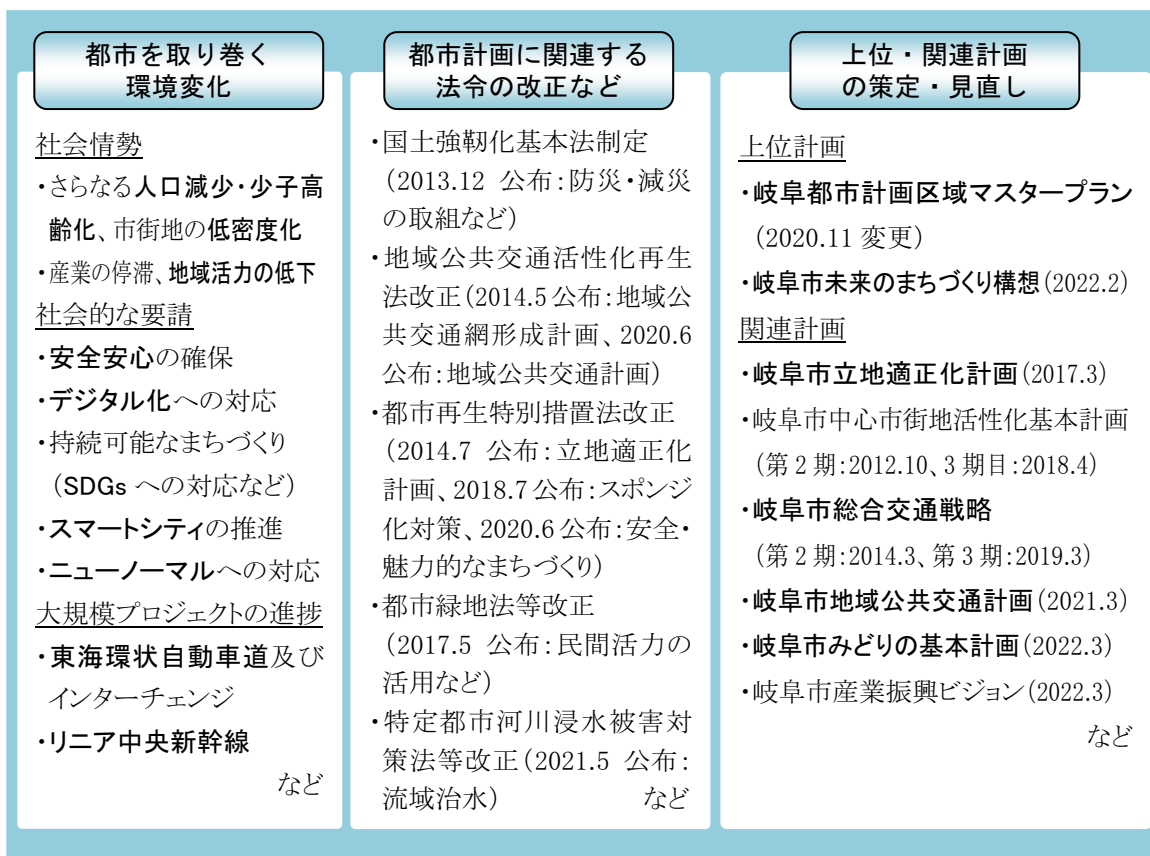 都市を取り巻く
環境変化
社会情勢
・さらなる人口減少・少子高
齢化、市街地の低密度化
・産業の停滞、地域活力の低下
社会的な要請
・安全安心の確保
・デジタル化への対応
・持続可能なまちづくり
（SDGs への対応など）
・スマートシティの推進
・ニューノーマルへの対応
大規模プロジェクトの進捗
・東海環状自動車道及び
インターチェンジ
・リニア中央新幹線
など
都市計画に関連する
法令の改正など
・国土強靱化基本法制定
（2013.12 公布：防災・減災
の取組など）
・地域公共交通活性化再生
法改正（2014.5 公布：地域公
共交通網形成計画、2020.6
公布：地域公共交通計画）
・都市再生特別措置法改正
（2014.7 公布：立地適正化
計画、2018.7 公布：スポンジ
化対策、2020.6 公布：安全・
魅力的なまちづくり）
・都市緑地法等改正
（2017.5 公布：民間活力の
活用など）
・特定都市河川浸水被害対
策法等改正（2021.5 公布：
流域治水） など
上位・関連計画
の策定・見直し
上位計画
・岐阜都市計画区域マスタープラン
（2020.11 変更）
・岐阜市未来のまちづくり構想（2022.2）
関連計画
・岐阜市立地適正化計画（2017.3）
・岐阜市中心市街地活性化基本計画
（第 2 期：2012.10、3 期目：2018.4）
・岐阜市総合交通戦略
（第 2 期：2014.3、第 3 期：2019.3）
・岐阜市地域公共交通計画（2021.3）
・岐阜市みどりの基本計画（2022.3）
・岐阜市産業振興ビジョン（2022.3）
など